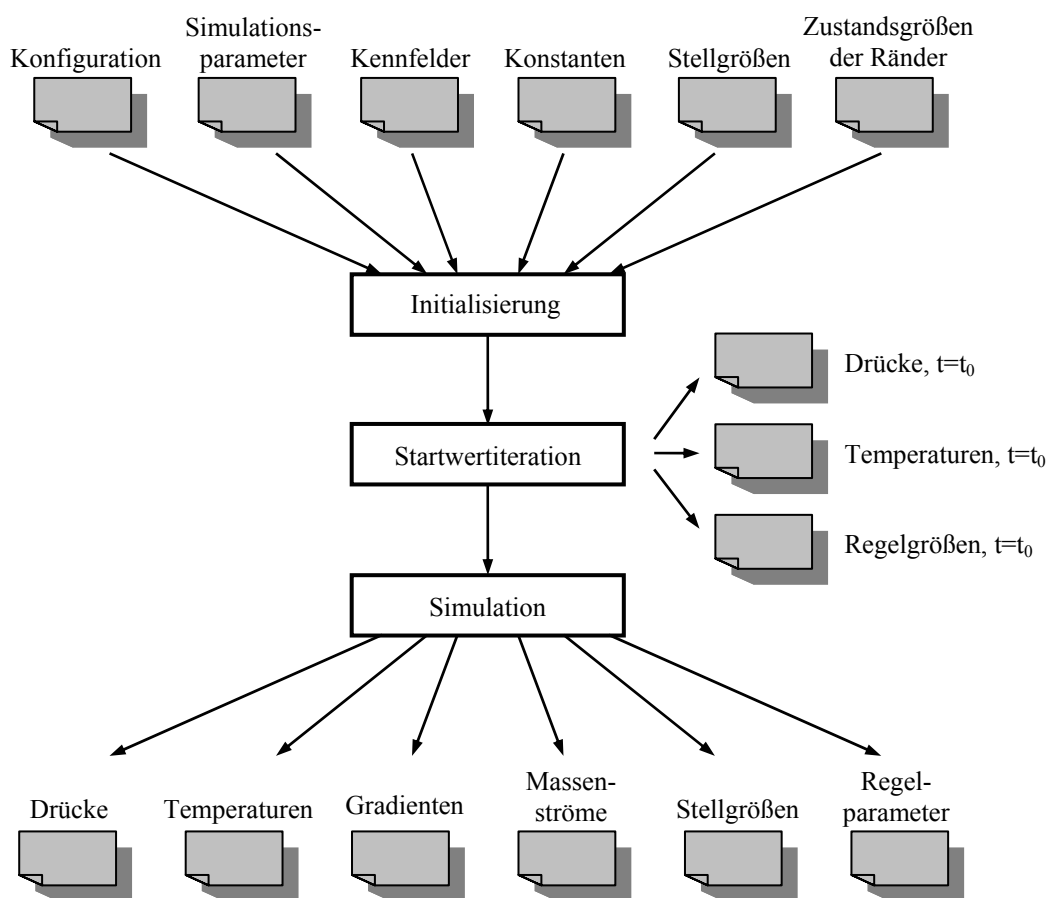 Konfiguration
Simulations-
parameter
Kennfelder
Konstanten
Stellgrößen
Zustandsgrößen
der Ränder
Initialisierung
Startwertiteration
Drücke, t=t₀
Temperaturen, t=t₀
Regelgrößen, t=t₀
Simulation
Drücke
Temperaturen
Gradienten
Massen-
ströme
Stellgrößen
Regel-
parameter